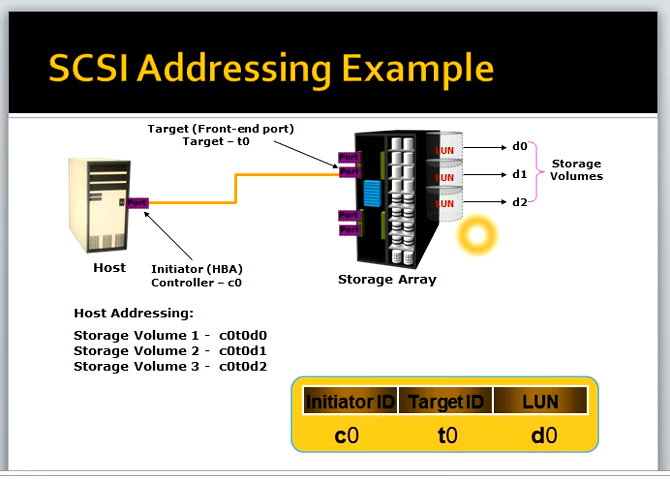 SCSI Addressing Example
Target (Front-end port)
Target – t0
Port
Port
Port
Port
Port
LUN
LUN
LUN
d0
d1
d2
Storage
Volumes
Host
Initiator (HBA)
Controller – c0
Storage Array
Host Addressing:
Storage Volume 1 - c0t0d0
Storage Volume 2 - c0t0d1
Storage Volume 3 - c0t0d2
Initiator ID Target ID LUN
c0 t0 d0